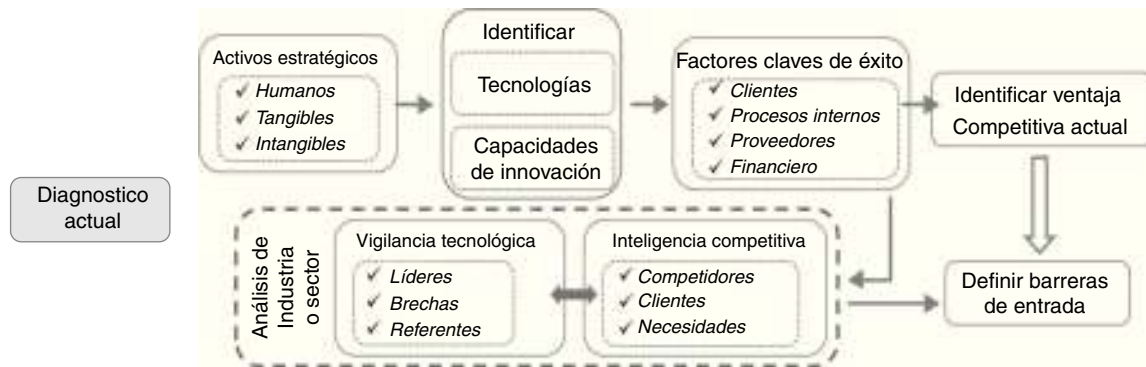 Diagnostico
actual
Activos estratégicos
Humanos
Tangibles
Intangibles
Identificar
Tecnologías
Capacidades
de innovación
Factores claves de éxito
Clientes
Procesos internos
Proveedores
Financiero
Identificar ventaja
Competitiva actual
Análisis de
Industria
o sector
Vigilancia tecnológica
Líderes
Brechas
Referentes
Inteligencia competitiva
Competidores
Clientes
Necesidades
Definir barreras
de entrada